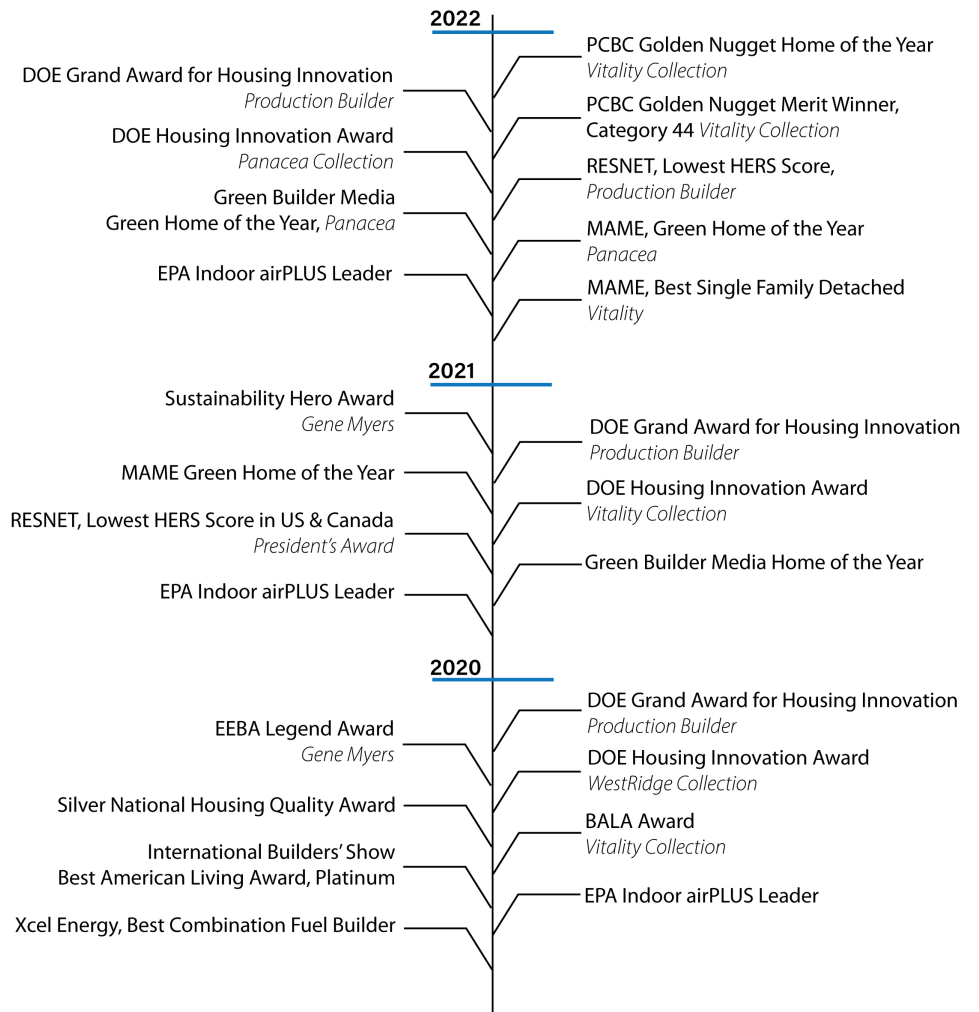 2022
DOE Grand Award for Housing Innovation
Production Builder
DOE Housing Innovation Award
Panacea Collection
Green Builder Media
Green Home of the Year, Panacea
EPA Indoor airPLUS Leader
PCBC Golden Nugget Home of the Year
Vitality Collection
PCBC Golden Nugget Merit Winner,
Category 44 Vitality Collection
RESNET, Lowest HERS Score,
Production Builder
MAME, Green Home of the Year
Panacea
MAME, Best Single Family Detached
Vitality
2021
Sustainability Hero Award
Gene Myers
MAME Green Home of the Year
RESNET, Lowest HERS Score in US & Canada
President’s Award
EPA Indoor airPLUS Leader
DOE Grand Award for Housing Innovation
Production Builder
DOE Housing Innovation Award
Vitality Collection
Green Builder Media Home of the Year
2020
EEBA Legend Award
Gene Myers
Silver National Housing Quality Award
International Builders’ Show
Best American Living Award, Platinum
Xcel Energy, Best Combination Fuel Builder
DOE Grand Award for Housing Innovation
Production Builder
DOE Housing Innovation Award
WestRidge Collection
BALA Award
Vitality Collection
EPA Indoor airPLUS Leader